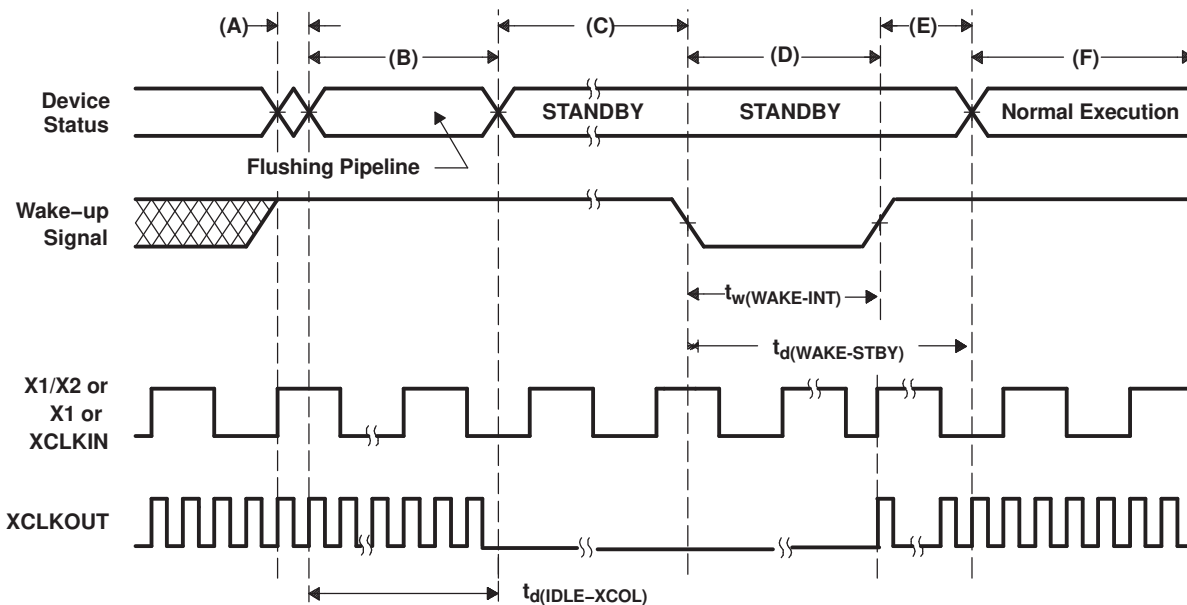 (A)
(C)
(E)
(B)
(D)
(F)
Device
Status
STANDBY
STANDBY
Normal Execution
Flushing Pipeline
Wake−up
Signal
tw(WAKE-INT)
td(WAKE-STBY)
X1/X2 or
X1 or
XCLKIN
XCLKOUT
td(IDLE−XCOL)